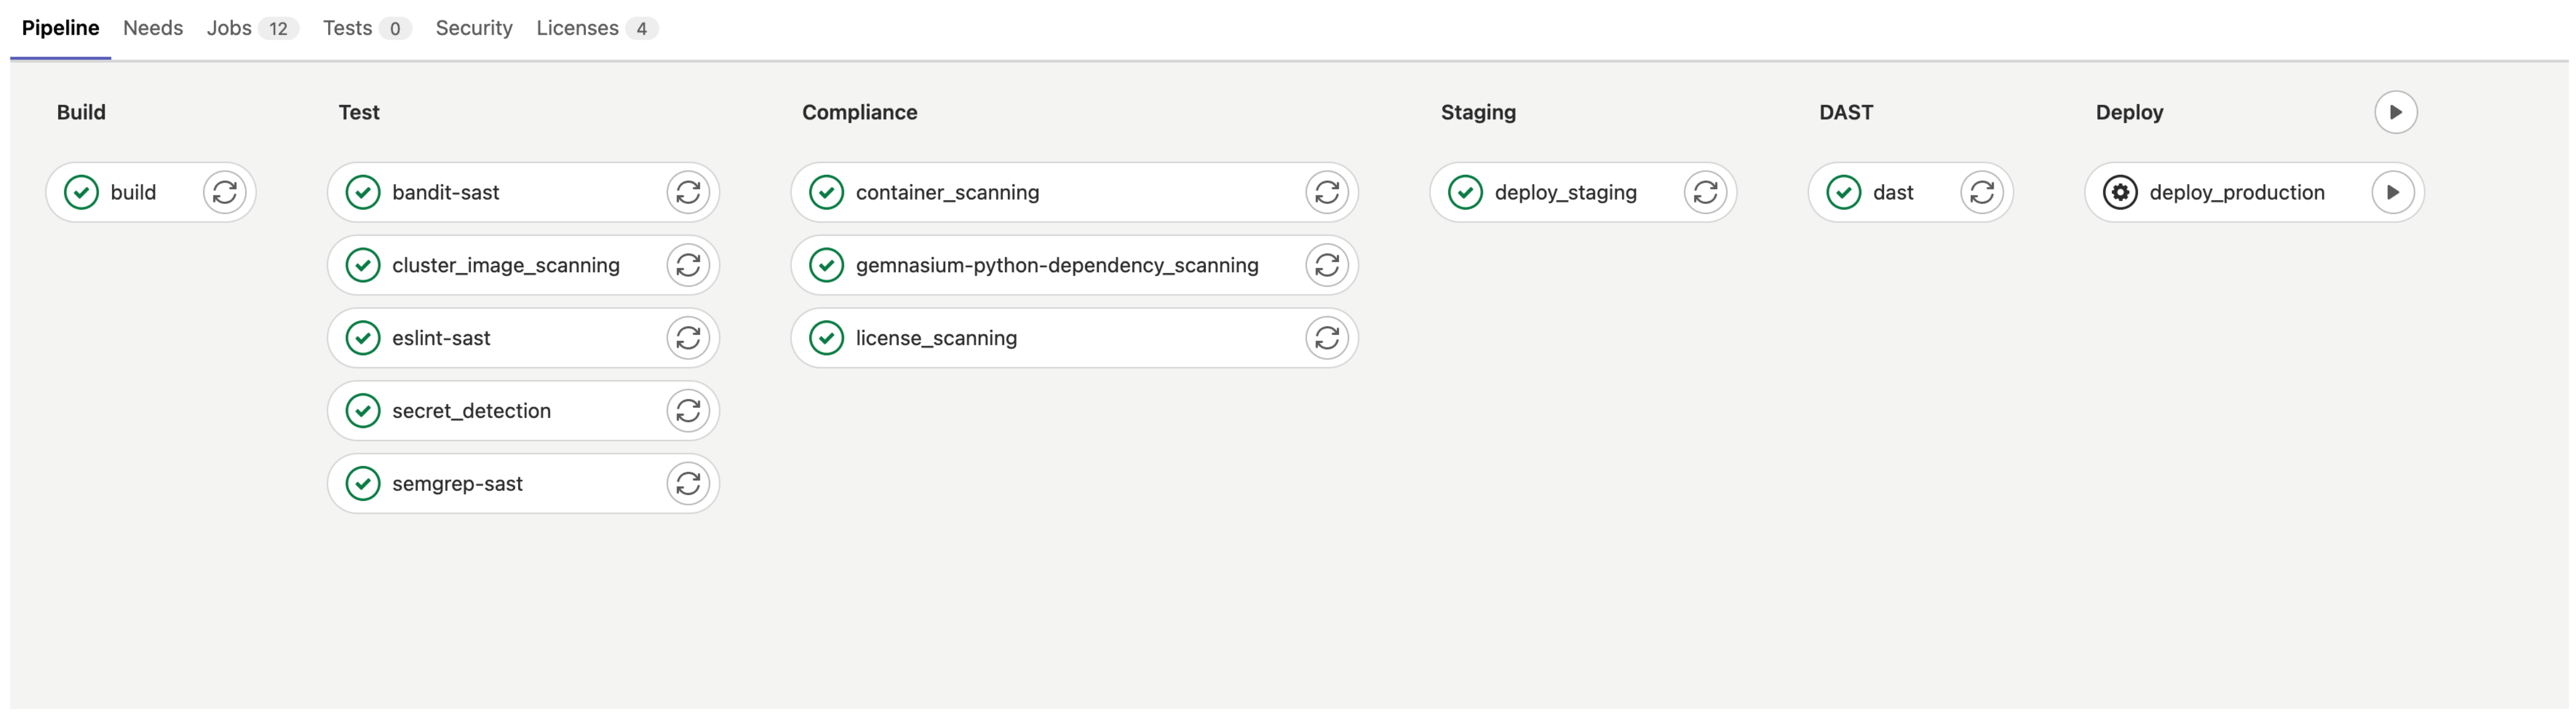 Pipeline Needs Jobs 12 Tests 0 Security Licenses 4
Build
build
Test
bandit-sast
cluster_image_scanning
eslint-sast
secret_detection
semgrep-sast
Compliance
container_scanning
gemnasium-python-dependency_scanning
license_scanning
Staging
deploy_staging
DAST
dast
Deploy
deploy_production